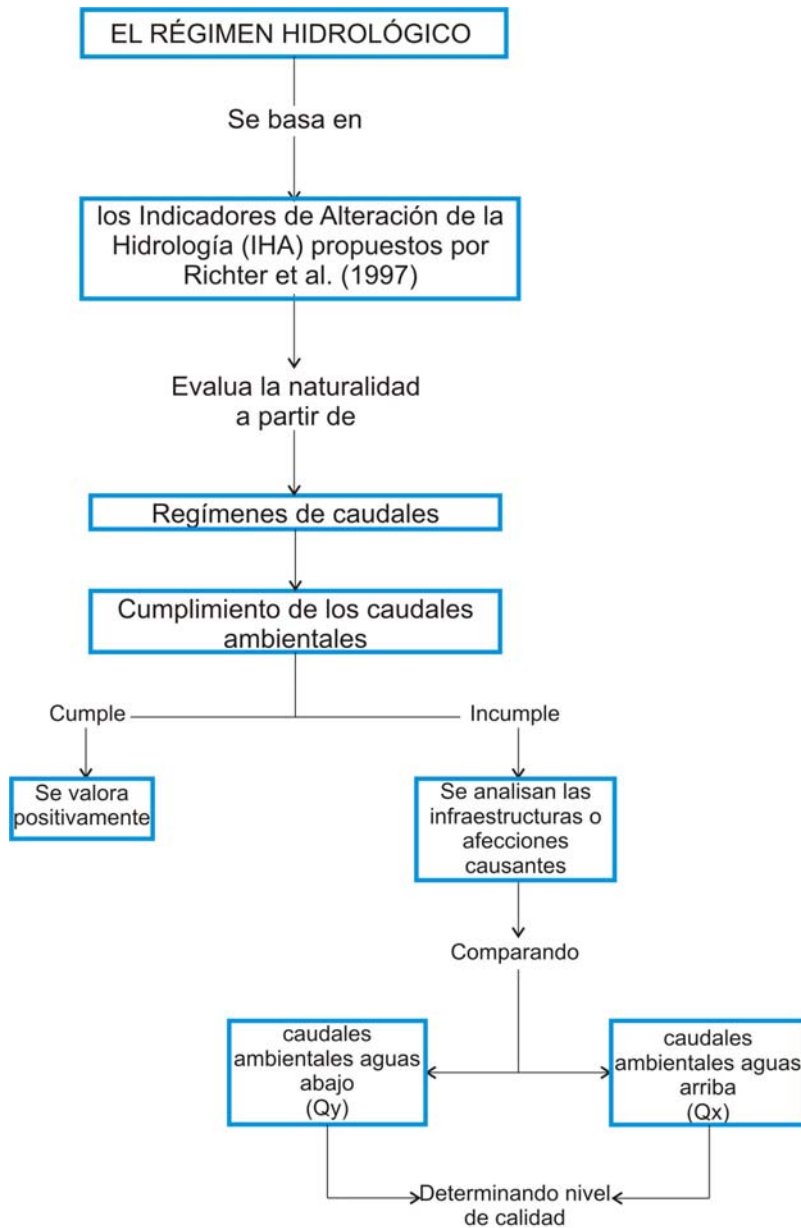 EL RÉGIMEN HIDROLÓGICO
Se basa en
los Indicadores de Alteración de la
Hidrología (IHA) propuestos por
Richter et al. (1997)
Evalua la naturalidad
a partir de
Regímenes de caudales
Cumplimiento de los caudales
ambientales
Cumple
Incumple
Se valora
positivamente
Se analisan las
infraestructuras o
afecciones
causantes
Comparando
caudales
ambientales aguas
abajo
(Qy)
caudales
ambientales aguas
arriba
(Qx)
Determinando nivel
de calidad